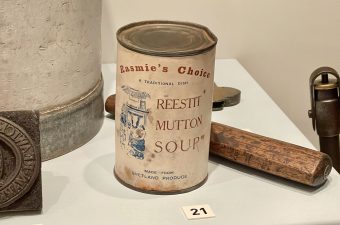 Rasmie's Choice
A TRADITIONAL DISH
"REESTIT
MUTTON
SOUP"
MADE FROM
SHETLAND PRODUCE
21